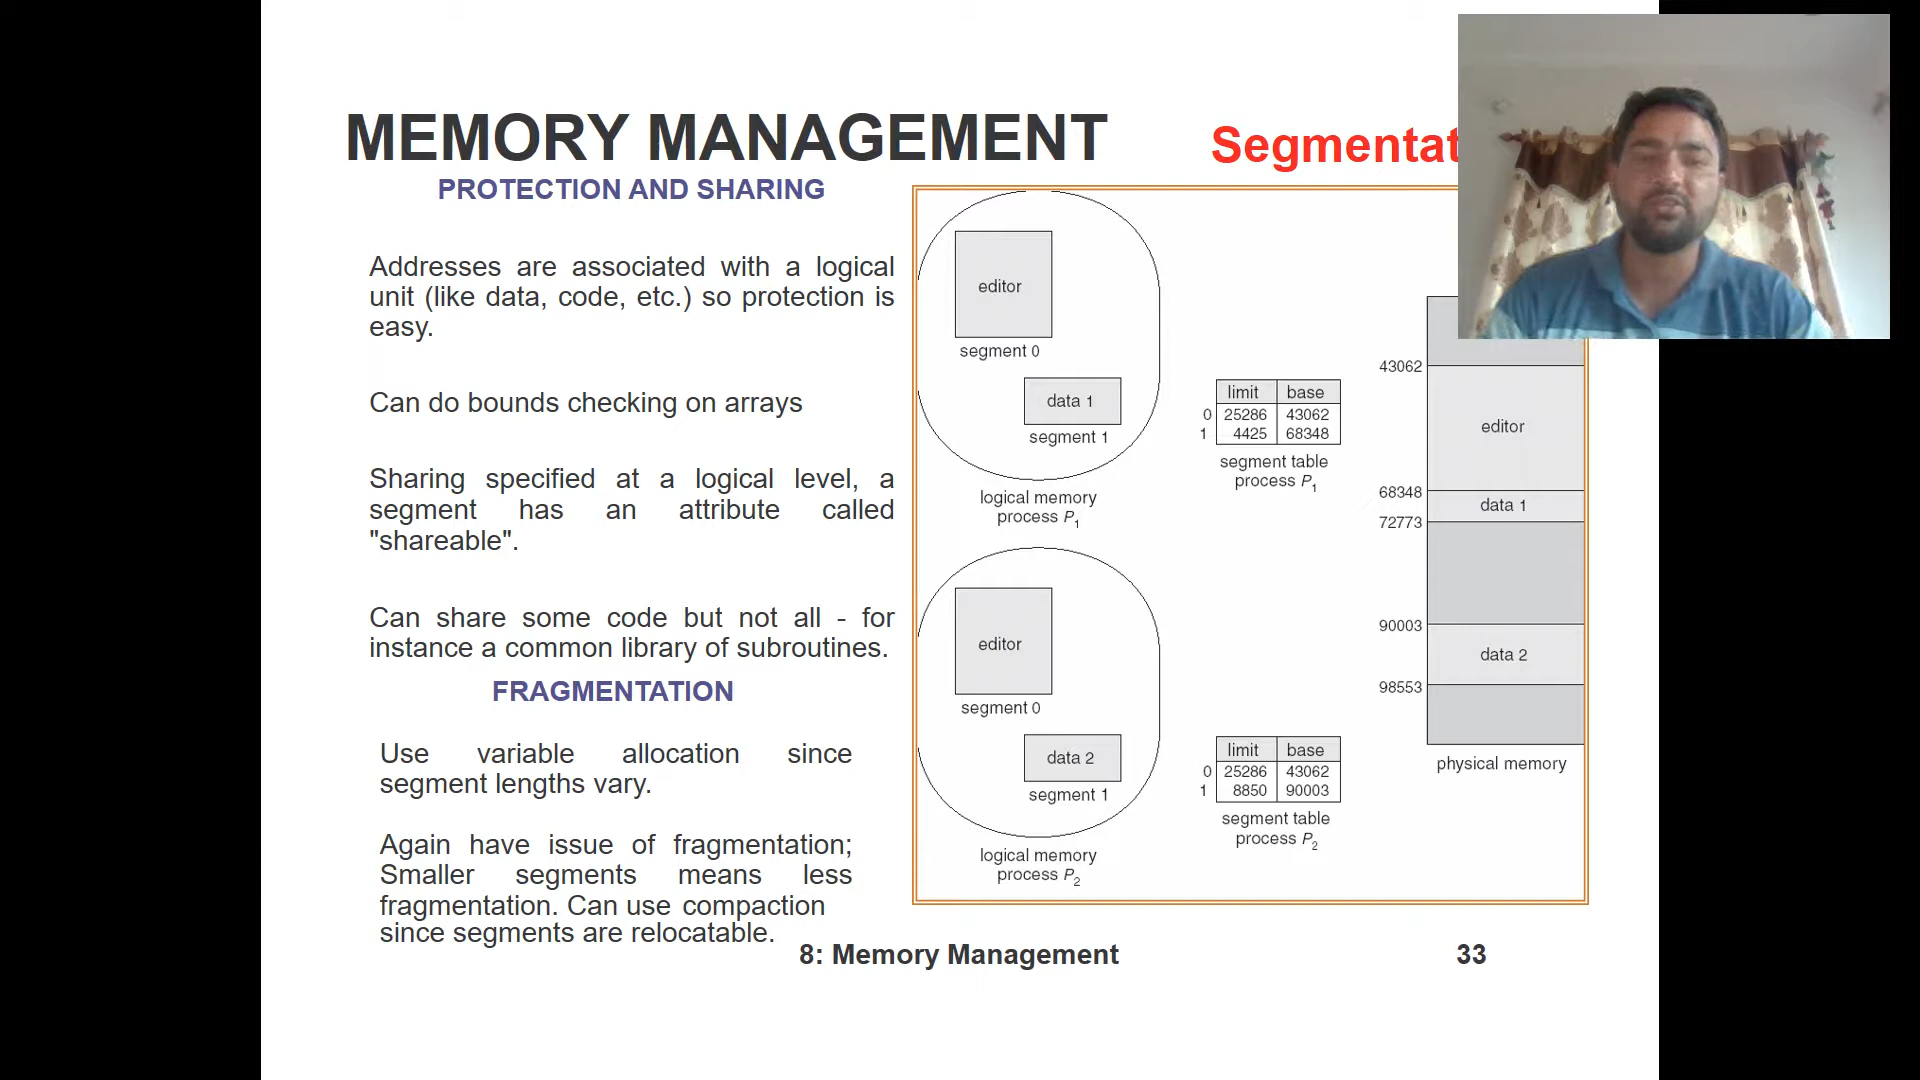 MEMORY MANAGEMENT
Segmentat
PROTECTION AND SHARING
Addresses are associated with a logical
unit (like data, code, etc.) so protection is
easy.
Can do bounds checking on arrays
Sharing specified at a logical level, a
segment has an attribute called
"shareable".
Can share some code but not all - for
instance a common library of subroutines.
FRAGMENTATION
Use variable allocation since
segment lengths vary.
Again have issue of fragmentation;
Smaller segments means less
fragmentation. Can use compaction
since segments are relocatable.
editor
segment 0
data 1
segment 1
logical memory
process P1
limit base
0 25286 43062
1 4425 68348
segment table
process P1
editor
segment 0
data 2
segment 1
logical memory
process P2
limit base
0 25286 43062
1 8850 90003
segment table
process P2
43062
editor
68348
data 1
72773
90003
data 2
98553
physical memory
8: Memory Management
33